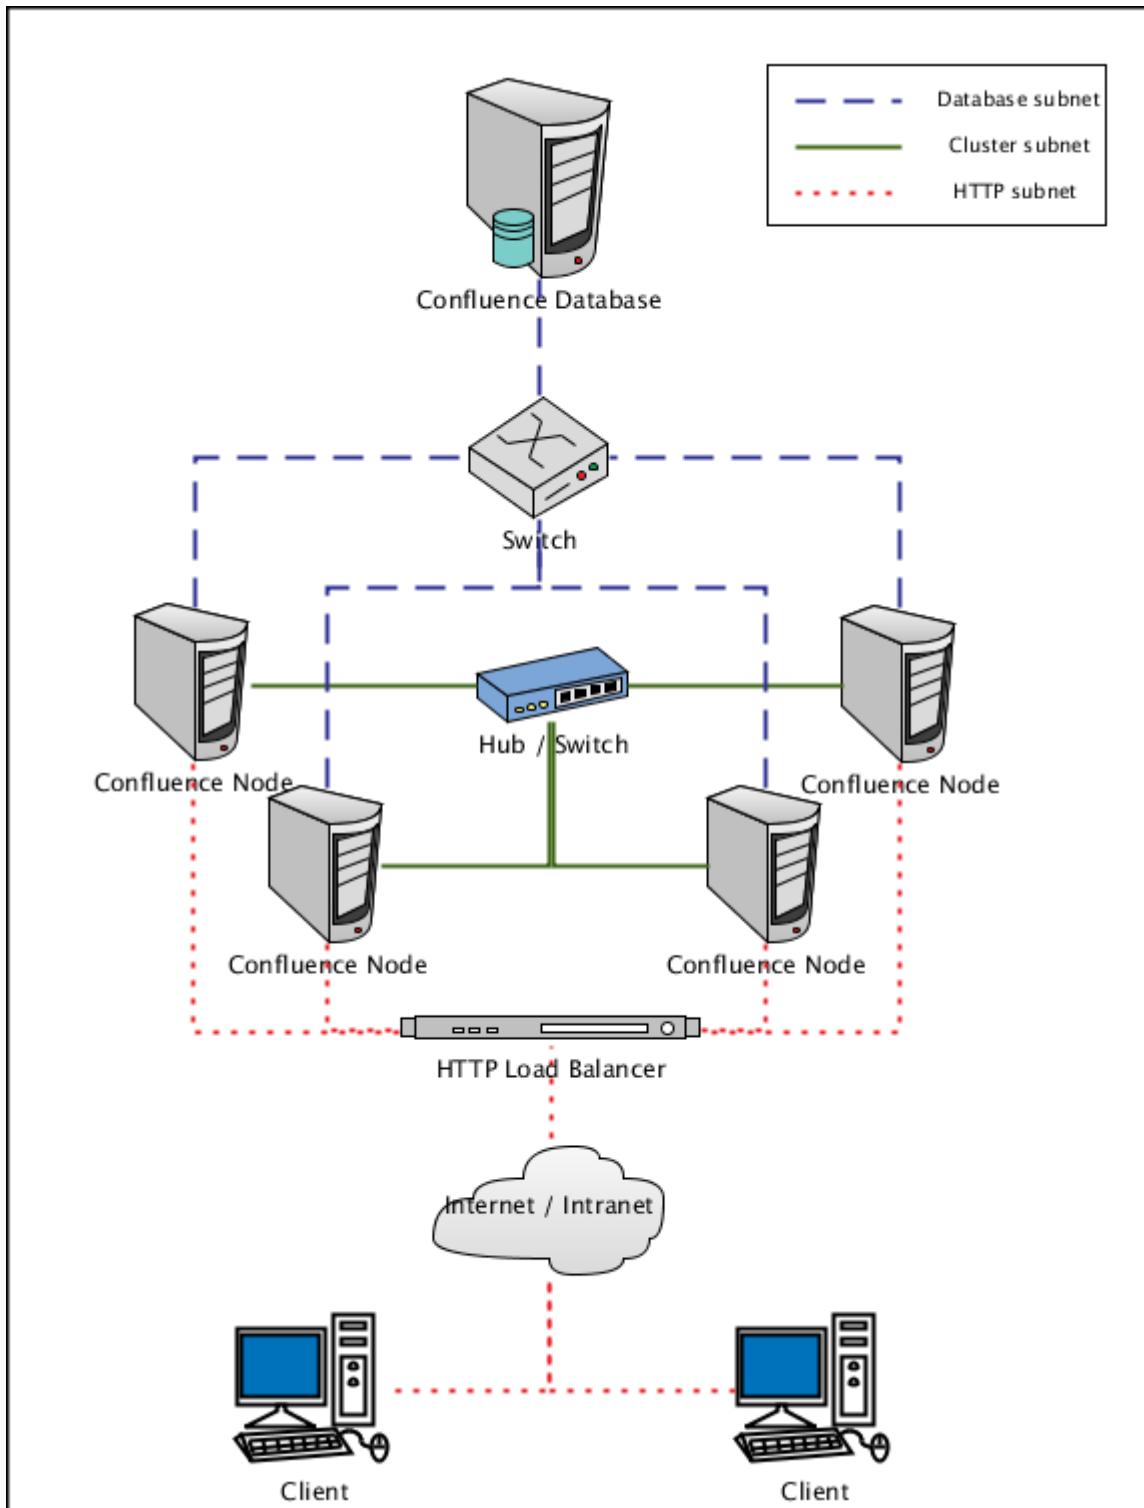 Database subnet
Cluster subnet
HTTP subnet
Confluence Database
Switch
Hub / Switch
Confluence Node
Confluence Node
Confluence Node
Confluence Node
HTTP Load Balancer
Internet / Intranet
Client
Client